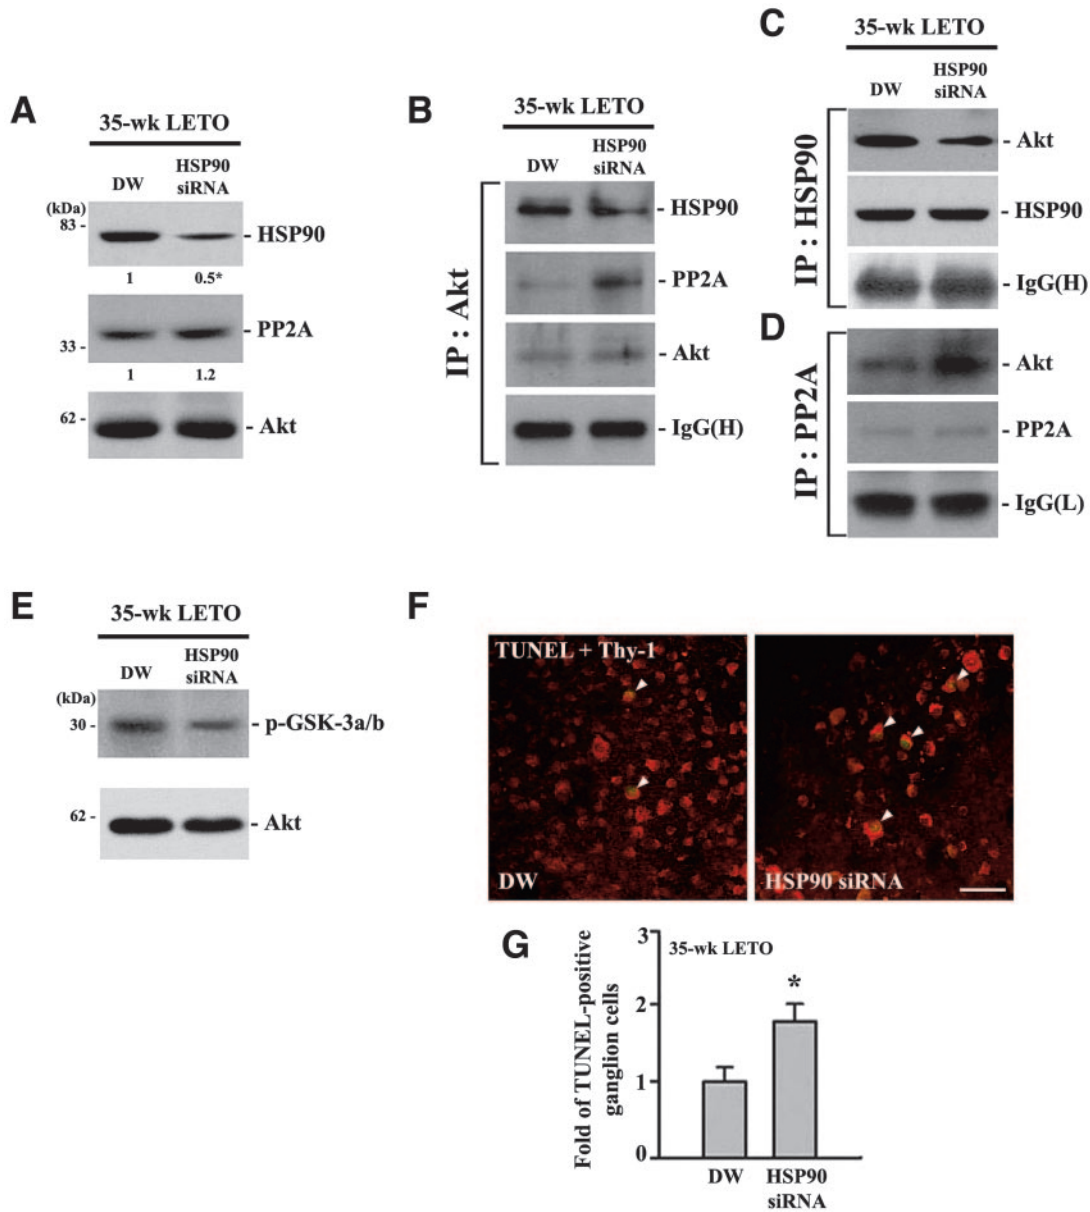 A
35-wk LETO
DW
HSP90
siRNA
(kDa)
83 -
- HSP90
1
0.5*
- PP2A
33 -
1
1.2
62 -
- Akt
B
35-wk LETO
DW
HSP90
siRNA
IP : Akt
- HSP90
- PP2A
- Akt
- IgG(H)
C
35-wk LETO
DW
HSP90
siRNA
IP : HSP90
- Akt
- HSP90
- IgG(H)
D
IP : PP2A
- Akt
- PP2A
- IgG(L)
E
35-wk LETO
DW
HSP90
siRNA
(kDa)
30 -
- p-GSK-3a/b
62 -
- Akt
F
TUNEL + Thy-1
DW
HSP90 siRNA
G
35-wk LETO
Fold of TUNEL-positive
ganglion cells
3
2
1
0
*
DW
HSP90
siRNA